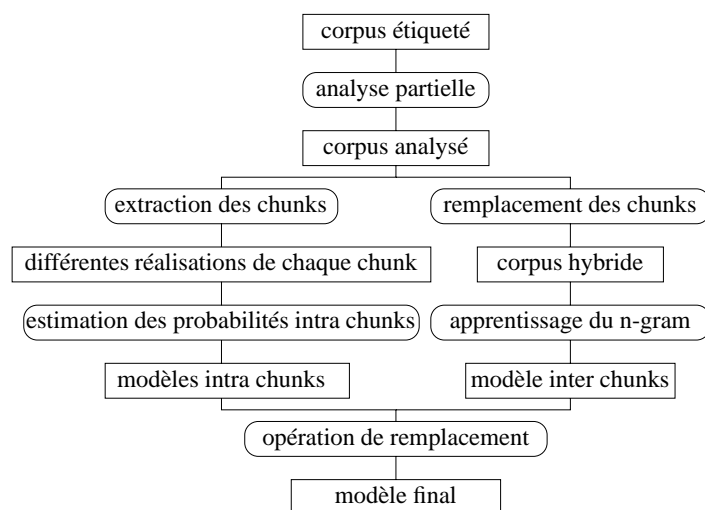 corpus étiqueté
analyse partielle
corpus analysé
extraction des chunks
remplacement des chunks
différentes réalisations de chaque chunk
corpus hybride
estimation des probabilités intra chunks
apprentissage du n-gram
modèles intra chunks
modèle inter chunks
opération de remplacement
modèle final